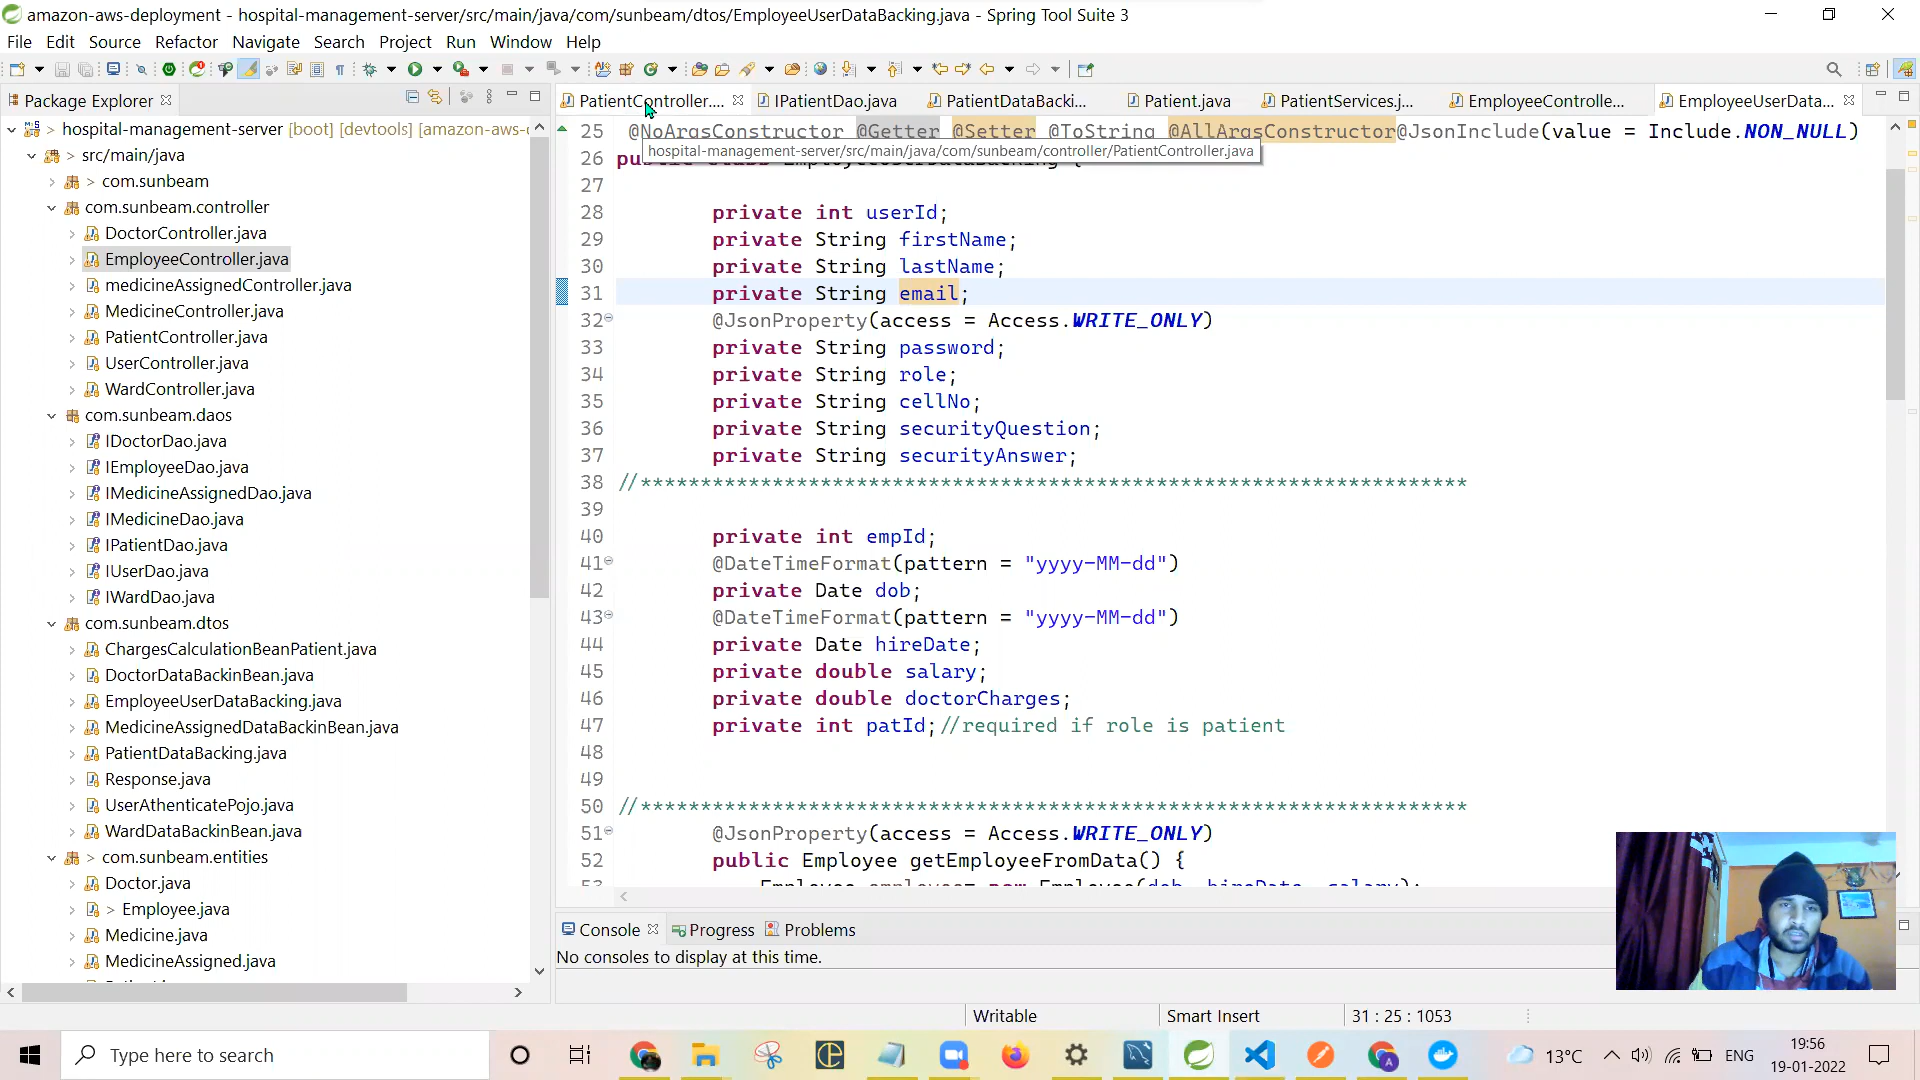 amazon-aws-deployment - hospital-management-server/src/main/java/com/sunbeam/dtos/EmployeeUserDataBacking.java - Spring Tool Suite 3
File Edit Source Refactor Navigate Search Project Run Window Help
Package Explorer
PatientController.... IPatientDao.java PatientDataBacki... Patient.java PatientServices.j... EmployeeControlle... EmployeeUserData...
hospital-management-server [boot] [devtools] [amazon-aws-
> src/main/java
> com.sunbeam
com.sunbeam.controller
DoctorController.java
EmployeeController.java
medicineAssignedController.java
MedicineController.java
PatientController.java
UserController.java
WardController.java
com.sunbeam.daos
IDoctorDao.java
IEmployeeDao.java
IMedicineAssignedDao.java
IMedicineDao.java
IPatientDao.java
IUserDao.java
IWardDao.java
com.sunbeam.dtos
ChargesCalculationBeanPatient.java
DoctorDataBackinBean.java
EmployeeUserDataBacking.java
MedicineAssignedDataBackinBean.java
PatientDataBacking.java
Response.java
UserAthenticatePojo.java
WardDataBackinBean.java
> com.sunbeam.entities
Doctor.java
> Employee.java
Medicine.java
MedicineAssigned.java
25 @NoArgsConstructor @Getter @Setter @ToString @AllArgsConstructor@JsonInclude(value = Include.NON_NULL)
hospital-management-server/src/main/java/com/sunbeam/controller/PatientController.java
26 public class EmployeeUserDataBacking {
27
28 private int userId;
29 private String firstName;
30 private String lastName;
31 private String email;
32 @JsonProperty(access = Access.WRITE_ONLY)
33 private String password;
34 private String role;
35 private String cellNo;
36 private String securityQuestion;
37 private String securityAnswer;
38 //*********************************************************************
39
40 private int empId;
41 @DateTimeFormat(pattern = "yyyy-MM-dd")
42 private Date dob;
43 @DateTimeFormat(pattern = "yyyy-MM-dd")
44 private Date hireDate;
45 private double salary;
46 private double doctorCharges;
47 private int patId;//required if role is patient
48
49
50 //*********************************************************************
51 @JsonProperty(access = Access.WRITE_ONLY)
52 public Employee getEmployeeFromData() {
53 Employee employee= new Employee(dob, hireDate, salary);
Console Progress Problems
No consoles to display at this time.
Writable Smart Insert 31 : 25 : 1053
Type here to search
13°C ENG
19:56
19-01-2022